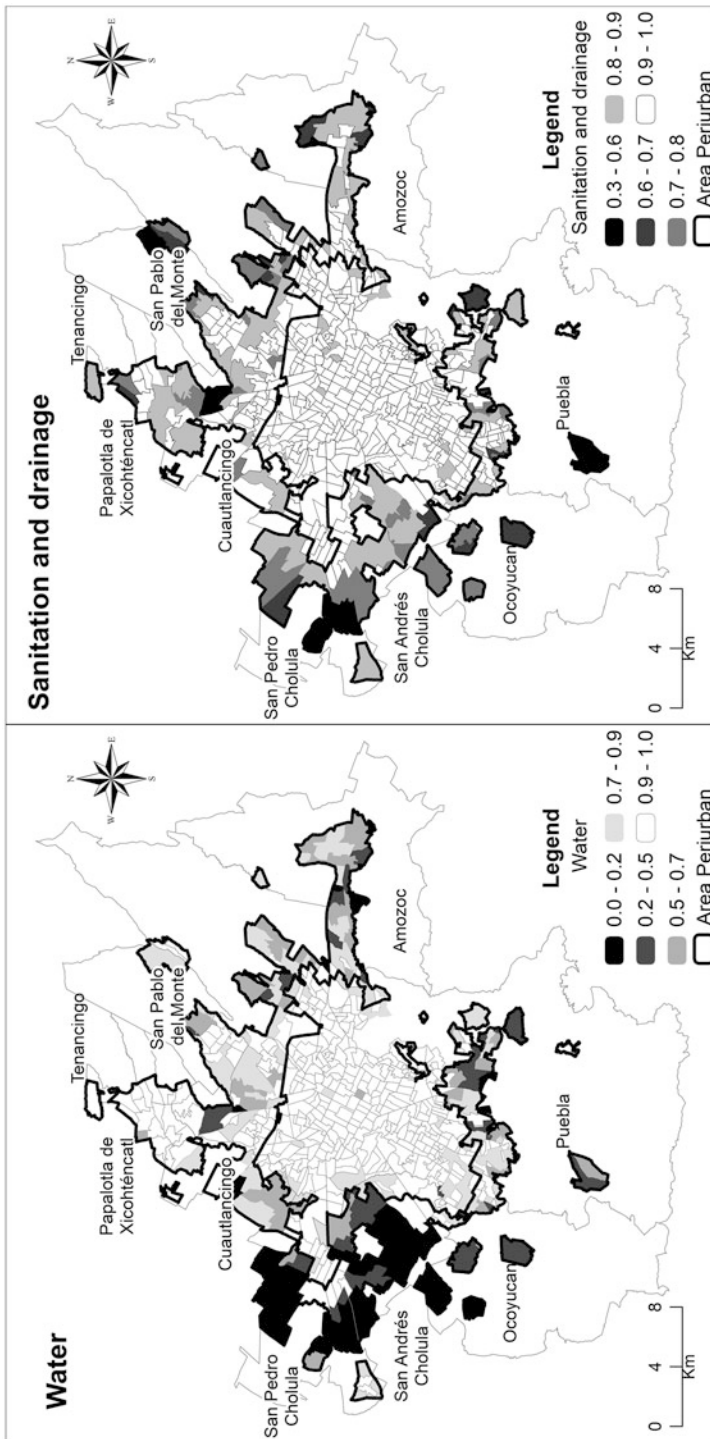 Water
N
W
E
S
Tenancingo
Papalotla de
Xicohténcatl
San Pablo
del Monte
Cuautlancingo
San Pedro
Cholula
Amozoc
San Andrés
Cholula
Ocoyucan
Puebla
0 4 8
Km
Legend
Water
0.0 - 0.2
0.2 - 0.5
0.5 - 0.7
0.7 - 0.9
0.9 - 1.0
Area Periurban
Sanitation and drainage
N
W
E
S
Tenancingo
Papalotla de
Xicohténcatl
San Pablo
del Monte
Cuautlancingo
San Pedro
Cholula
Amozoc
San Andrés
Cholula
Ocoyucan
Puebla
0 4 8
Km
Legend
Sanitation and drainage
0.3 - 0.6
0.6 - 0.7
0.7 - 0.8
0.8 - 0.9
0.9 - 1.0
Area Periurban